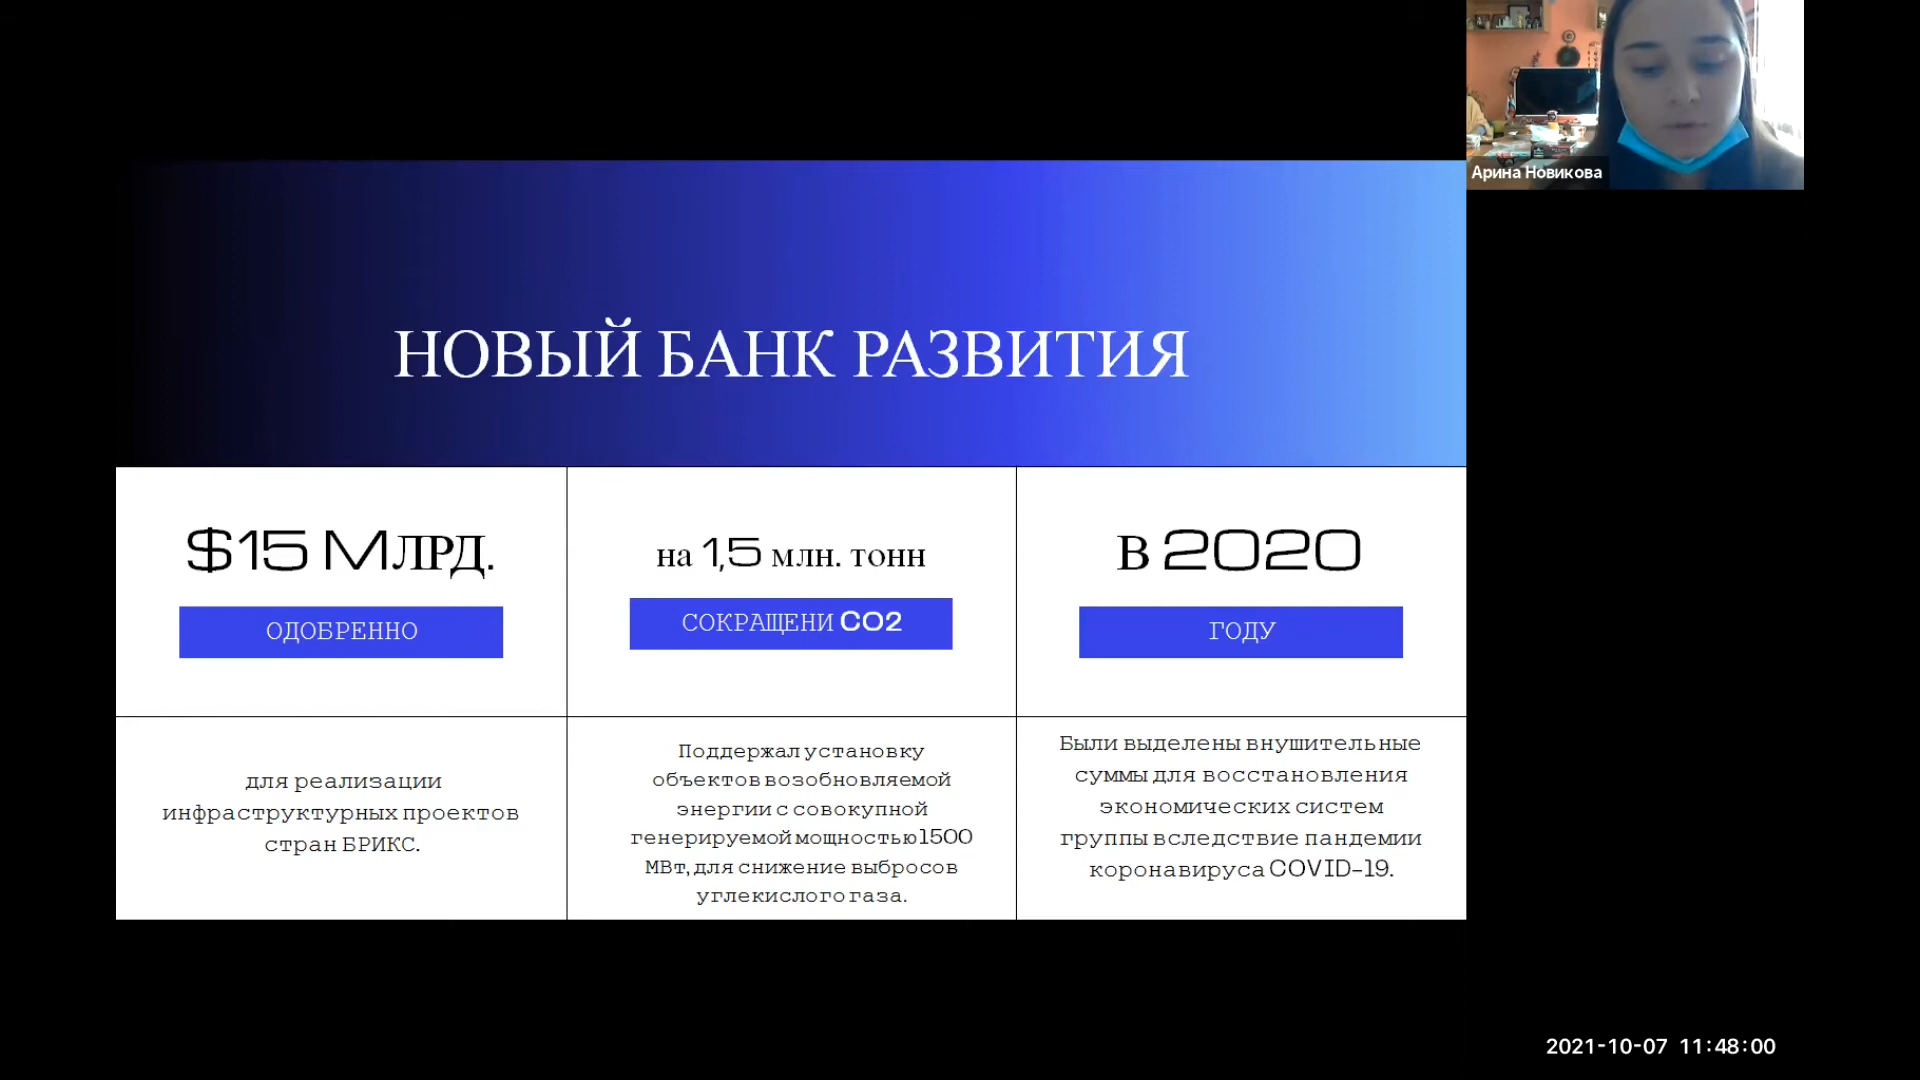 Арина Новикова
НОВЫЙ БАНК РАЗВИТИЯ
$15 МЛРД.
ОДОБРЕННО
для реализации
инфраструктурных проектов
стран БРИКС.
на 1,5 млн. тонн
СОКРАЩЕНИ CO2
Поддержал установку
объектов возобновляемой
энергии с совокупной
генерируемой мощностью 1500
МВт, для снижение выбросов
углекислого газа.
В 2020
ГОДУ
Были выделены внушительные
суммы для восстановления
экономических систем
группы вследствие пандемии
коронавируса COVID-19.
2021-10-07 11:48:00